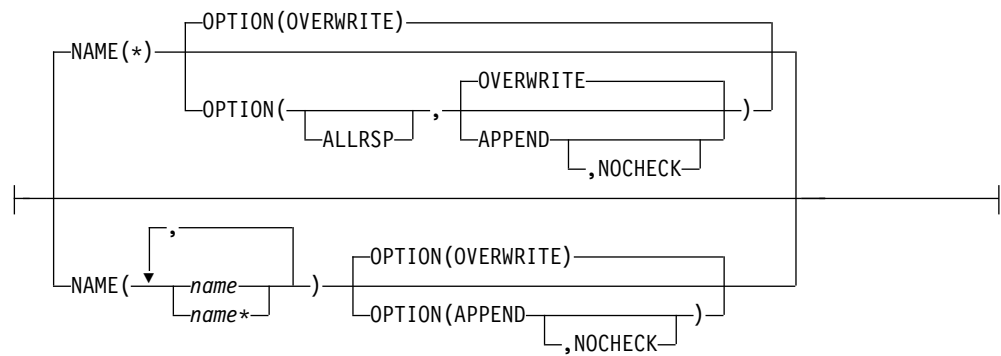 OPTION(OVERWRITE)
NAME(*)
OVERWRITE
OPTION( , )
ALLRSP APPEND
,NOCHECK
,
OPTION(OVERWRITE)
NAME( name )
name* OPTION(APPEND )
,NOCHECK